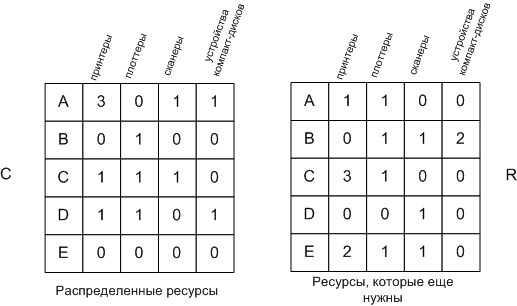 принтеры плоттеры сканеры устройства компакт-дисков
A 3 0 1 1
B 0 1 0 0
C 1 1 1 0
D 1 1 0 1
E 0 0 0 0
C
Распределенные ресурсы
принтеры плоттеры сканеры устройства компакт-дисков
A 1 1 0 0
B 0 1 1 2
C 3 1 0 0
D 0 0 1 0
E 2 1 1 0
R
Ресурсы, которые еще
нужны